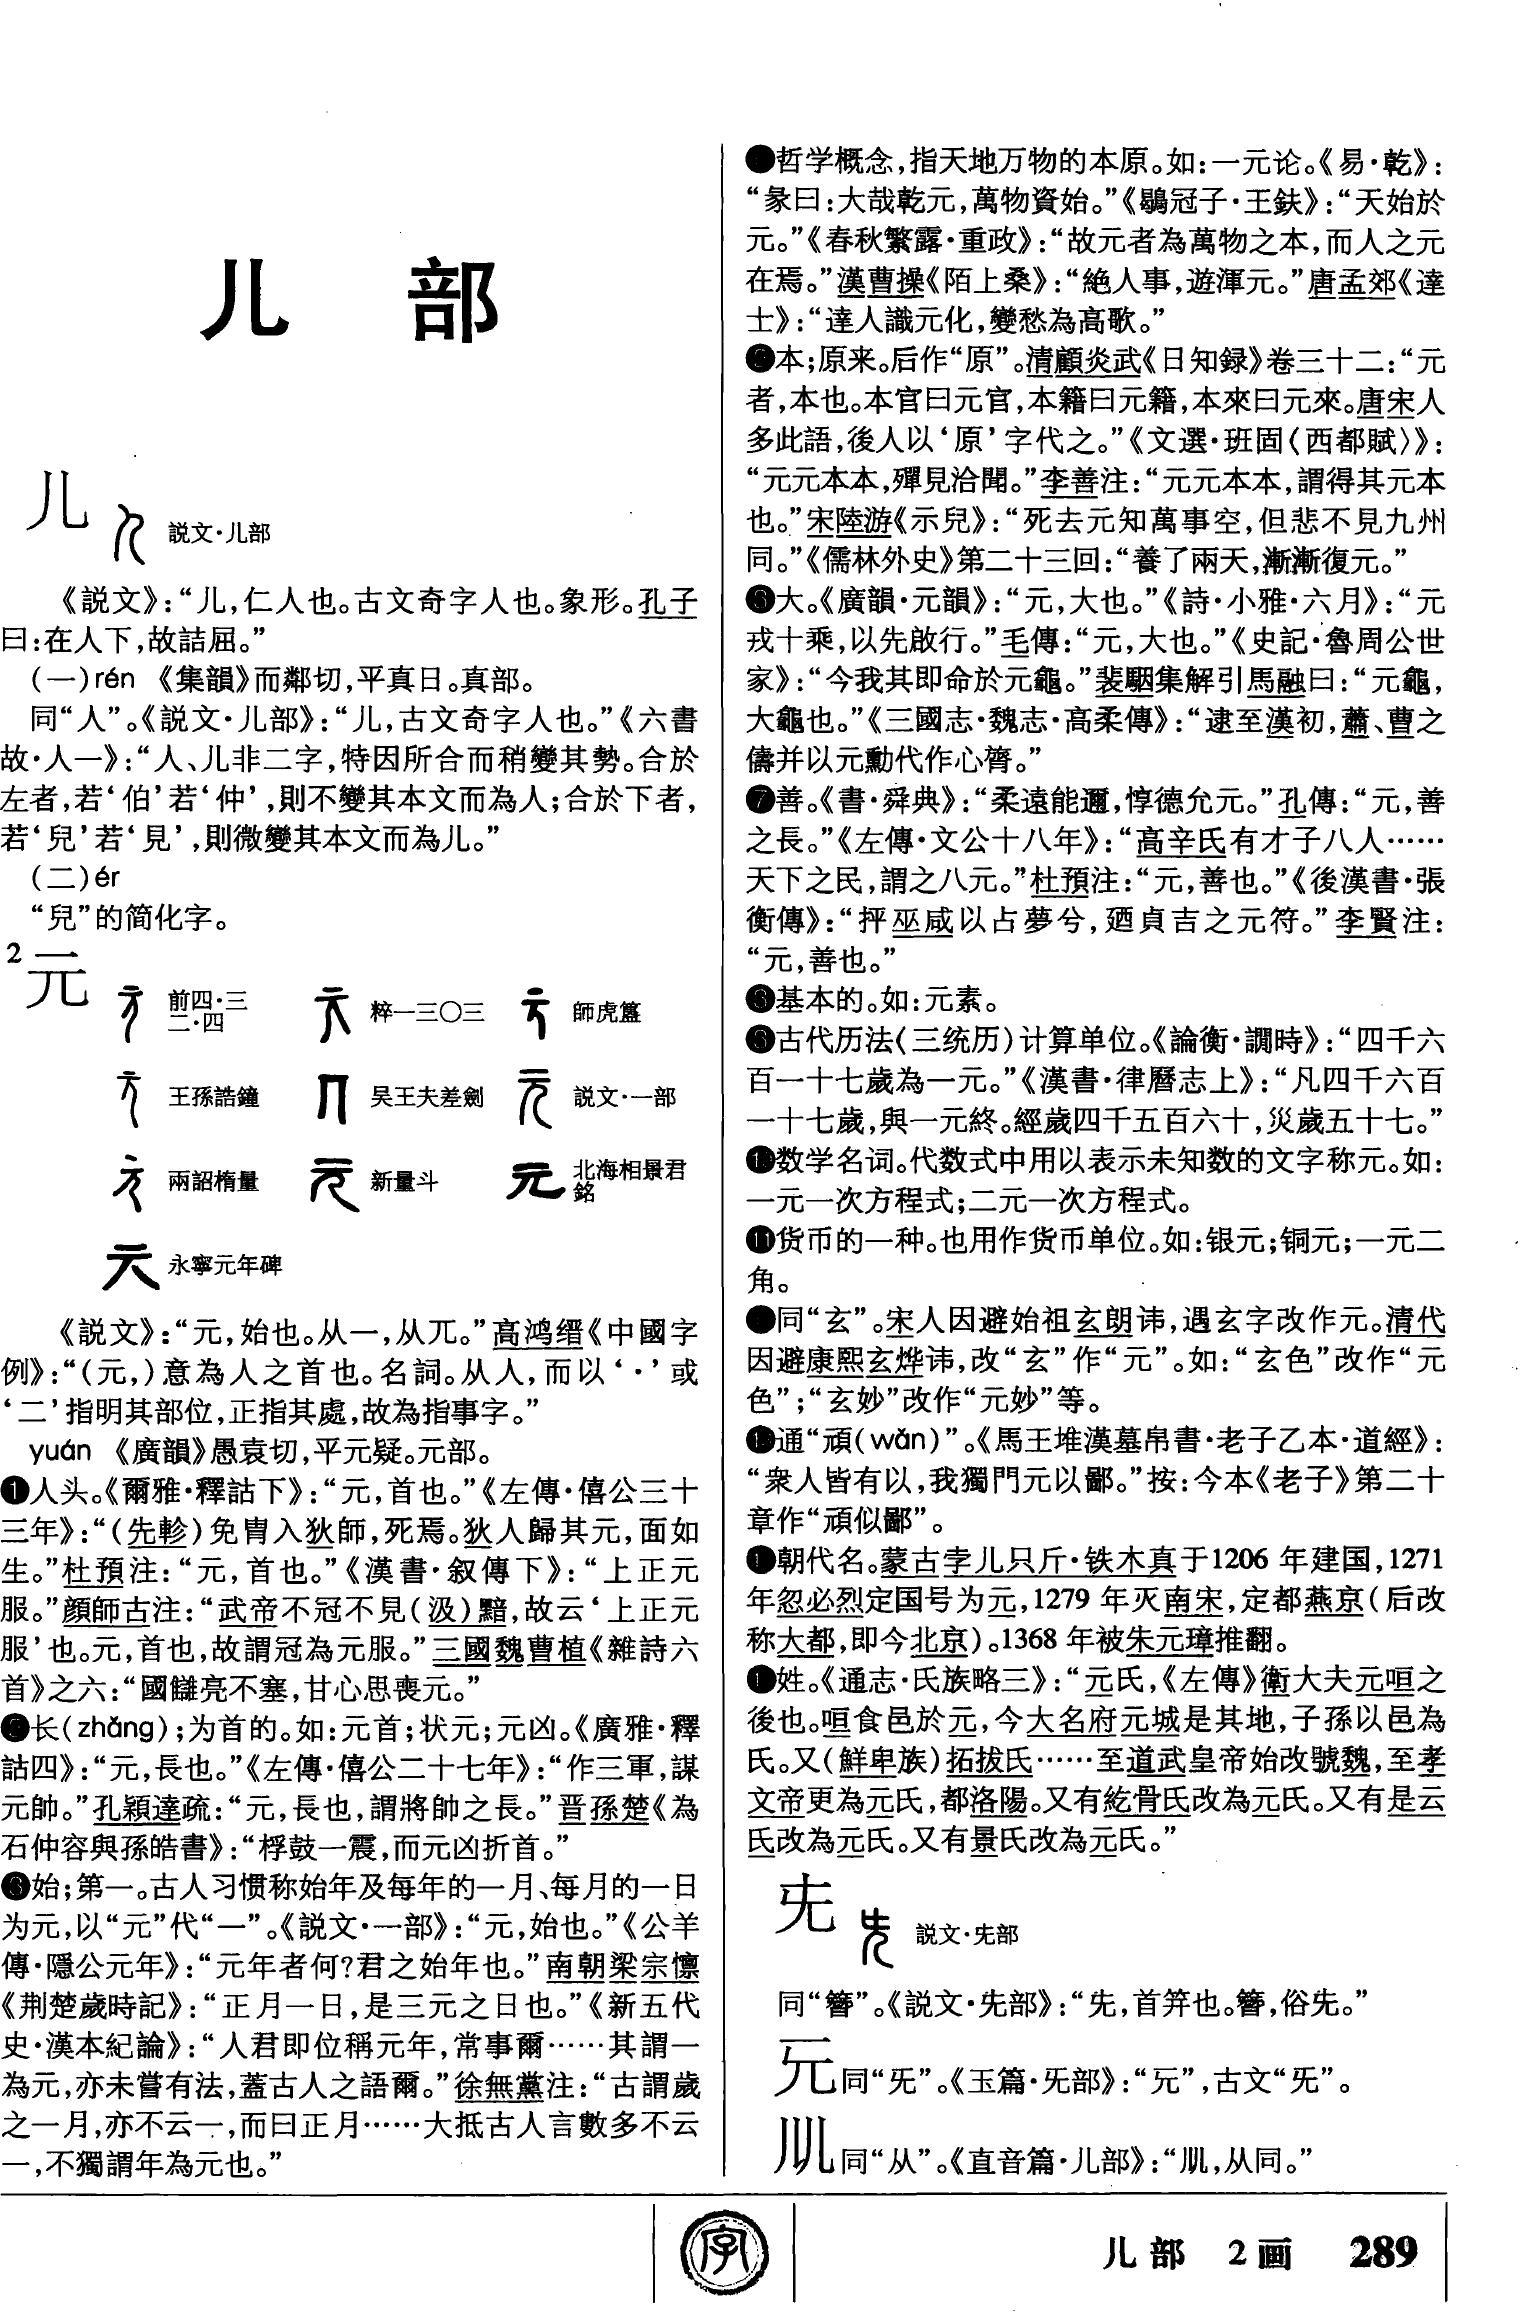 儿 部
儿 説文·儿部
《説文》：“儿，仁人也。古文奇字人也。象形。孔子
曰：在人下，故詰屈。”
(一)rén 《集韻》而鄰切，平真日。真部。
同“人”。《説文·儿部》：“儿，古文奇字人也。”《六書
故·人一》：“人、儿非二字，特因所合而稍變其勢。合於
左者，若‘伯’若‘仲’，則不變其本文而為人；合於下者，
若‘兒’若‘見’，則微變其本文而為儿。”
(二)ér
“兒”的简化字。
2
元 前四·三二·四 粹一三〇三 師虎簋
王孫誥鐘 吴王夫差劍 説文·一部
兩詔楕量 新量斗 北海相景君銘
永寧元年碑
《説文》：“元，始也。从一，从兀。”高鸿缙《中國字
例》：“(元，)意為人之首也。名詞。从人，而以‘·’或
‘二’指明其部位，正指其處，故為指事字。”
yuán 《廣韻》愚袁切，平元疑。元部。
❶人头。《爾雅·釋詁下》：“元，首也。”《左傳·僖公三十
三年》：“(先軫)免胄入狄師，死焉。狄人歸其元，面如
生。”杜預注：“元，首也。”《漢書·叙傳下》：“上正元
服。”顔師古注：“武帝不冠不見(汲)黯，故云‘上正元
服’也。元，首也，故謂冠為元服。”三國魏曹植《雜詩六
首》之六：“國讎亮不塞，甘心思喪元。”
❷长(zhǎng)；为首的。如：元首；状元；元凶。《廣雅·釋
詁四》：“元，長也。”《左傳·僖公二十七年》：“作三軍，謀
元帥。”孔穎達疏：“元，長也，謂將帥之長。”晋孫楚《為
石仲容與孫皓書》：“桴鼓一震，而元凶折首。”
❸始；第一。古人习惯称始年及每年的一月、每月的一日
为元，以“元”代“一”。《説文·一部》：“元，始也。”《公羊
傳·隱公元年》：“元年者何？君之始年也。”南朝梁宗懔
《荆楚歲時記》：“正月一日，是三元之日也。”《新五代
史·漢本紀論》：“人君即位稱元年，常事爾……其謂一
為元，亦未嘗有法，蓋古人之語爾。”徐無黨注：“古謂歲
之一月，亦不云一，而曰正月……大抵古人言數多不云
一，不獨謂年為元也。”
❹哲学概念，指天地万物的本原。如：一元论。《易·乾》：
“彖曰：大哉乾元，萬物資始。”《鶡冠子·王鈇》：“天始於
元。”《春秋繁露·重政》：“故元者為萬物之本，而人之元
在焉。”漢曹操《陌上桑》：“絶人事，遊渾元。”唐孟郊《達
士》：“達人識元化，變愁為高歌。”
❺本；原来。后作“原”。清顧炎武《日知録》卷三十二：“元
者，本也。本官曰元官，本籍曰元籍，本來曰元來。唐宋人
多此語，後人以‘原’字代之。”《文選·班固〈西都賦〉》：
“元元本本，殫見洽聞。”李善注：“元元本本，謂得其元本
也。”宋陸游《示兒》：“死去元知萬事空，但悲不見九州
同。”《儒林外史》第二十三回：“養了兩天，漸漸復元。”
❻大。《廣韻·元韻》：“元，大也。”《詩·小雅·六月》：“元
戎十乘，以先啟行。”毛傳：“元，大也。”《史記·魯周公世
家》：“今我其即命於元龜。”裴駰集解引馬融曰：“元龜，
大龜也。”《三國志·魏志·高柔傳》：“逮至漢初，蕭、曹之
儔并以元勳代作心膂。”
❼善。《書·舜典》：“柔遠能邇，惇德允元。”孔傳：“元，善
之長。”《左傳·文公十八年》：“高辛氏有才子八人……
天下之民，謂之八元。”杜預注：“元，善也。”《後漢書·張
衡傳》：“抨巫咸以占夢兮，迺貞吉之元符。”李賢注：
“元，善也。”
❽基本的。如：元素。
❾古代历法(三统历)计算单位。《論衡·讕時》：“四千六
百一十七歲為一元。”《漢書·律曆志上》：“凡四千六百
一十七歲，與一元終。經歲四千五百六十，災歲五十七。”
❿数学名词。代数式中用以表示未知数的文字称元。如：
一元一次方程式；二元一次方程式。
⓫货币的一种。也用作货币单位。如：银元；铜元；一元二
角。
⓬同“玄”。宋人因避始祖玄朗讳，遇玄字改作元。清代
因避康熙玄烨讳，改“玄”作“元”。如：“玄色”改作“元
色”；“玄妙”改作“元妙”等。
⓭通“頑(wǎn)”。《馬王堆漢墓帛書·老子乙本·道經》：
“衆人皆有以，我獨門元以鄙。”按：今本《老子》第二十
章作“頑似鄙”。
⓮朝代名。蒙古孛儿只斤·铁木真于1206年建国，1271
年忽必烈定国号为元，1279年灭南宋，定都燕京(后改
称大都，即今北京)。1368年被朱元璋推翻。
⓯姓。《通志·氏族略三》：“元氏，《左傳》衛大夫元咺之
後也。咺食邑於元，今大名府元城是其地，子孫以邑為
氏。又(鮮卑族)拓拔氏……至道武皇帝始改號魏，至孝
文帝更為元氏，都洛陽。又有紇骨氏改為元氏。又有是云
氏改為元氏。又有景氏改為元氏。”
兂 説文·兂部
同“簪”。《説文·兂部》：“兂，首笄也。簪，俗兂。”
同“旡”。《玉篇·旡部》：“”，古文“旡”。
同“从”。《直音篇·儿部》：“，从同。”
字
儿部 2画 289